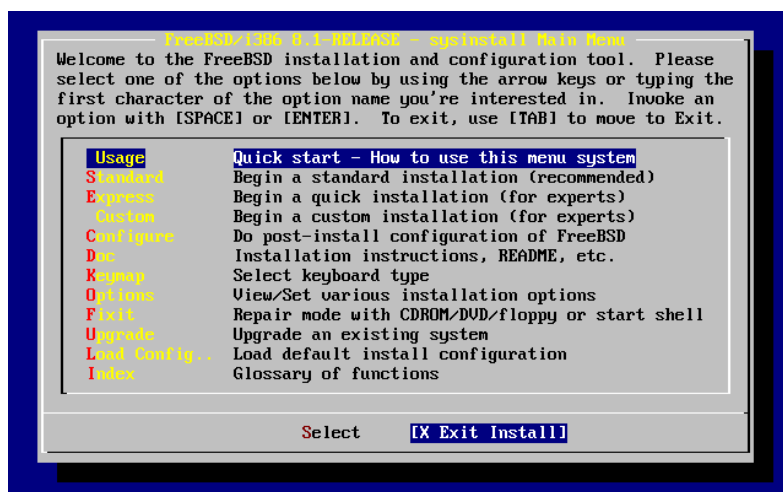 FreeBSD/i386 8.1-RELEASE - sysinstall Main Menu
Welcome to the FreeBSD installation and configuration tool.  Please
select one of the options below by using the arrow keys or typing the
first character of the option name you're interested in.  Invoke an
option with [SPACE] or [ENTER].  To exit, use [TAB] to move to Exit.
Usage Quick start - How to use this menu system
Standard Begin a standard installation (recommended)
Express Begin a quick installation (for experts)
Custom Begin a custom installation (for experts)
Configure Do post-install configuration of FreeBSD
Doc Installation instructions, README, etc.
Keymap Select keyboard type
Options View/Set various installation options
Fixit Repair mode with CDROM/DVD/floppy or start shell
Upgrade Upgrade an existing system
Load Config.. Load default install configuration
Index Glossary of functions
Select [X Exit Install]